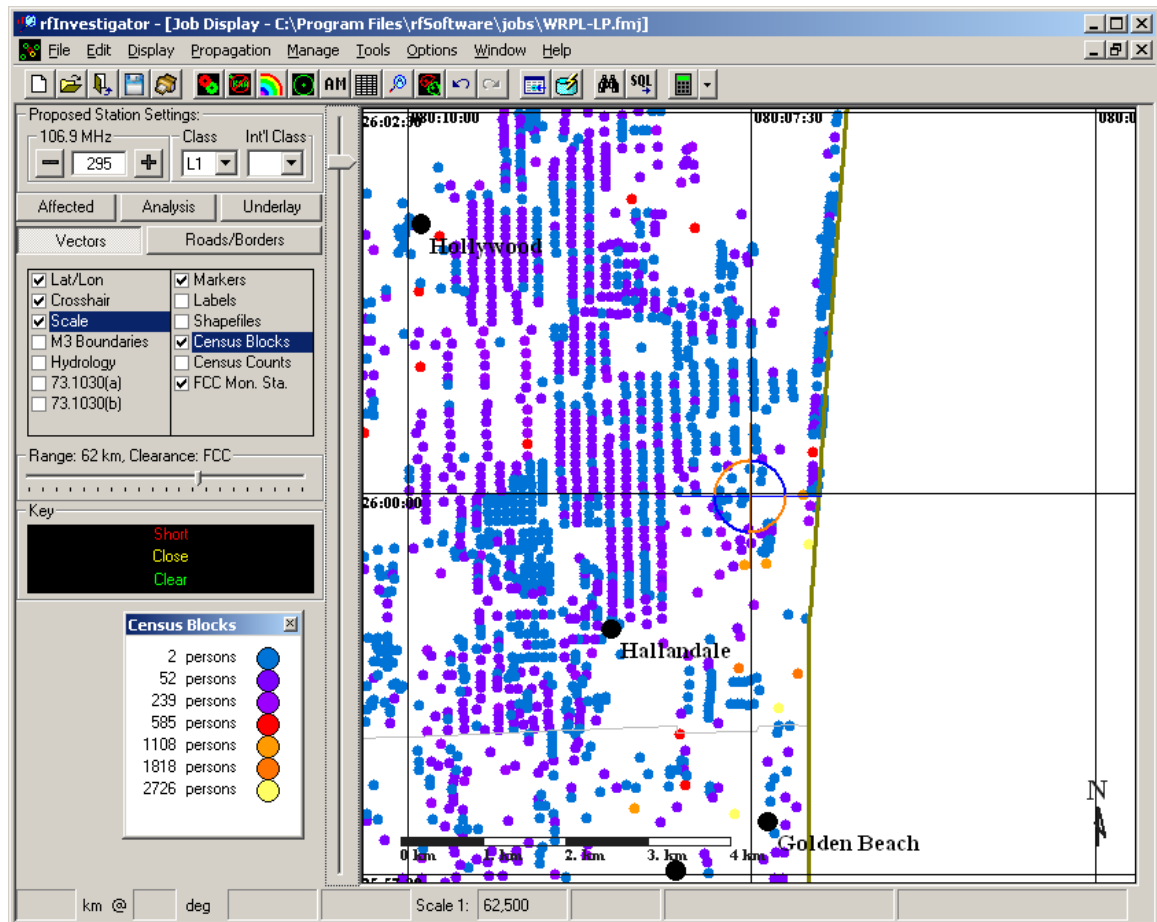 rfInvestigator - [Job Display - C:\Program Files\rfSoftware\jobs\WRPL-LP.fmj]
File Edit Display Propagation Manage Tools Options Window Help
AM SQL
Proposed Station Settings:
106.9 MHz Class Int'l Class
295 L1
Affected Analysis Underlay
Vectors Roads/Borders
Lat/Lon Markers
Crosshair Labels
Scale Shapefiles
M3 Boundaries Census Blocks
Hydrology Census Counts
73.1030(a) FCC Mon. Sta.
73.1030(b)
Range: 62 km, Clearance: FCC
Key
Short
Close
Clear
Census Blocks
2 persons
52 persons
239 persons
585 persons
1108 persons
1818 persons
2726 persons
26:02:30 080:10:00 080:07:30 080:0
Hollywood
26:00:00
Hallandale
N
Golden Beach
0 km 1. km 2. km 3. km 4 km
km @ deg Scale 1: 62,500